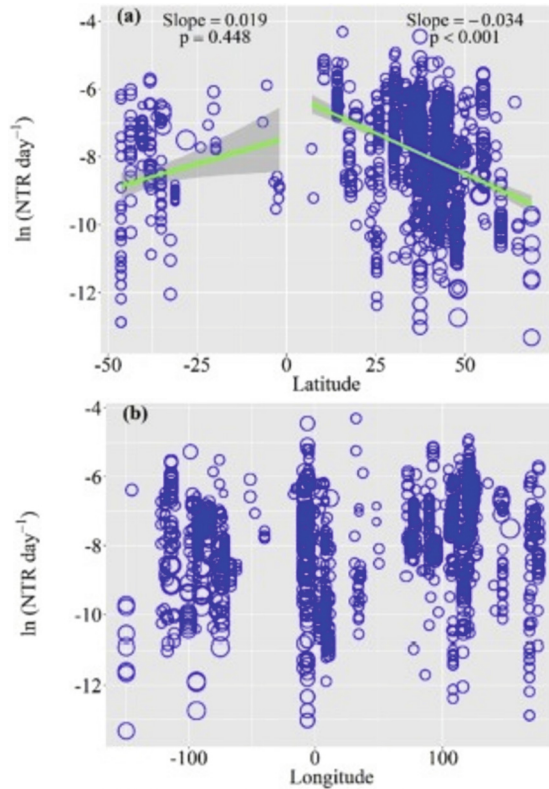 (a) Slope = 0.019 Slope = −0.034
p = 0.448 p < 0.001
-4
-6
-8
-10
-12
ln (NTR day⁻¹)
-50 -25 0 25 50
Latitude
(b)
-4
-6
-8
-10
-12
ln (NTR day⁻¹)
-100 0 100
Longitude